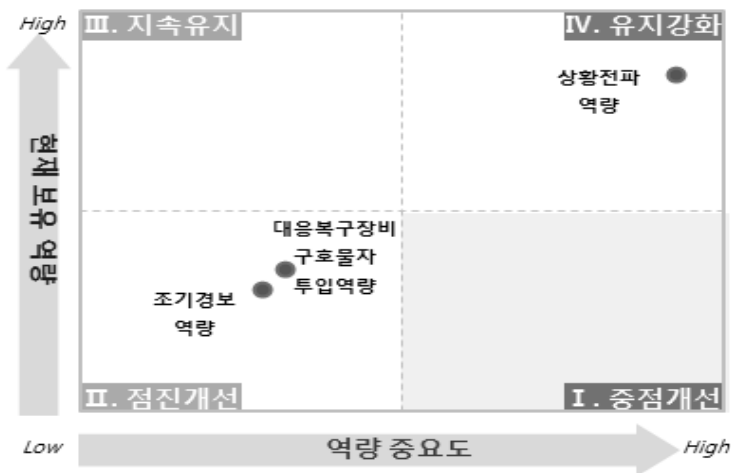 High
Ⅲ. 지속유지
Ⅳ. 유지강화
상황전파
역량
현재 보유 역량
대응복구장비
구호물자
투입역량
조기경보
역량
Ⅱ. 점진개선
Ⅰ. 중점개선
Low
역량 중요도
High